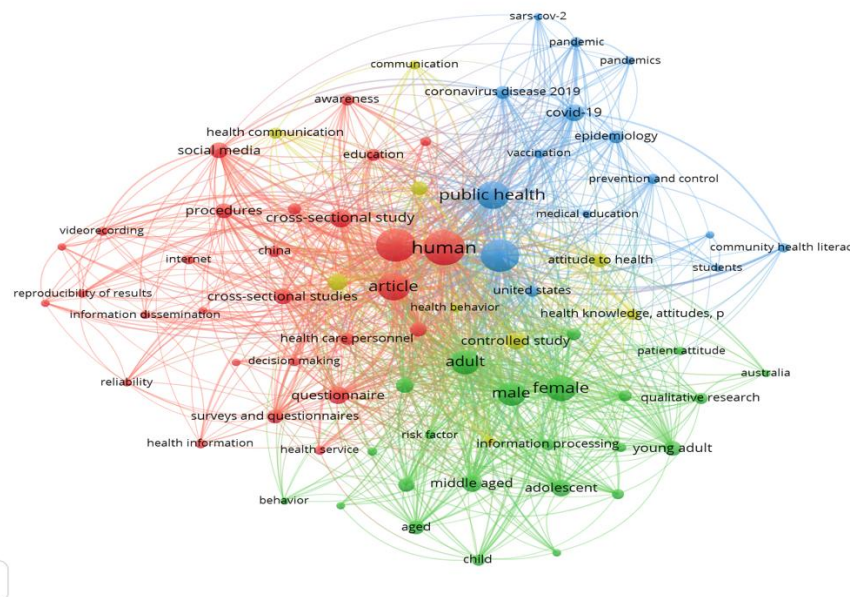 sars-cov-2
pandemic
pandemics
communication
coronavirus disease 2019
awareness
covid-19
health communication
epidemiology
social media
education
vaccination
prevention and control
public health
procedures
cross-sectional study
medical education
videorecording
human
community health literac
internet
china
attitude to health
students
reproducibility of results
article
united states
cross-sectional studies
health behavior
information dissemination
health knowledge, attitudes, p
health care personnel
controlled study
patient attitude
decision making
adult
australia
reliability
questionnaire
male
female
qualitative research
surveys and questionnaires
risk factor
health information
information processing
health service
young adult
middle aged
adolescent
behavior
aged
child